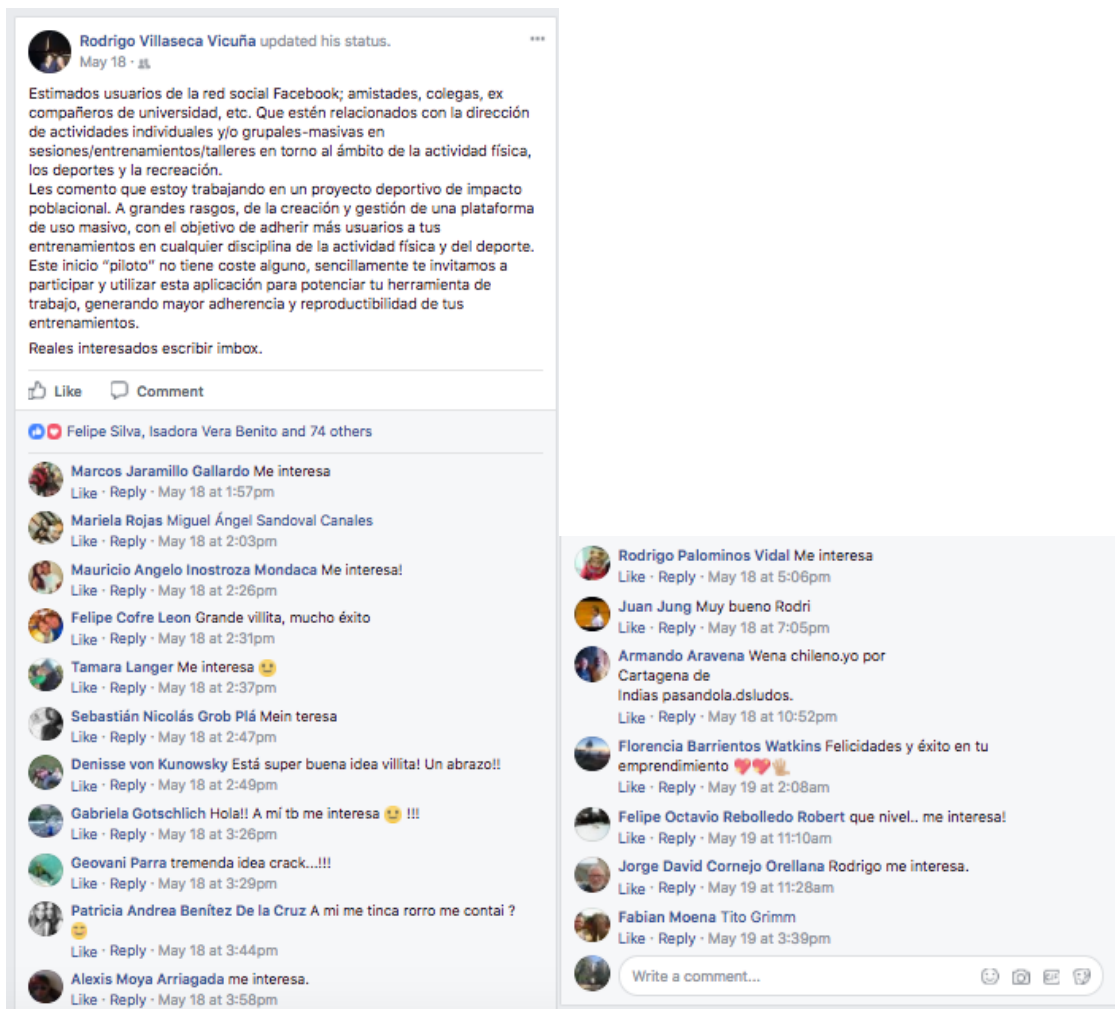 Rodrigo Villaseca Vicuña updated his status.
May 18 ·
Estimados usuarios de la red social Facebook; amistades, colegas, ex
compañeros de universidad, etc. Que estén relacionados con la dirección
de actividades individuales y/o grupales-masivas en
sesiones/entrenamientos/talleres en torno al ámbito de la actividad física,
los deportes y la recreación.
Les comento que estoy trabajando en un proyecto deportivo de impacto
poblacional. A grandes rasgos, de la creación y gestión de una plataforma
de uso masivo, con el objetivo de adherir más usuarios a tus
entrenamientos en cualquier disciplina de la actividad física y del deporte.
Este inicio “piloto” no tiene coste alguno, sencillamente te invitamos a
participar y utilizar esta aplicación para potenciar tu herramienta de
trabajo, generando mayor adherencia y reproductibilidad de tus
entrenamientos.
Reales interesados escribir imbox.
Like Comment
Felipe Silva, Isadora Vera Benito and 74 others
Marcos Jaramillo Gallardo Me interesa
Like · Reply · May 18 at 1:57pm
Mariela Rojas Miguel Ángel Sandoval Canales
Like · Reply · May 18 at 2:03pm
Mauricio Angelo Inostroza Mondaca Me interesa!
Like · Reply · May 18 at 2:26pm
Felipe Cofre Leon Grande villita, mucho éxito
Like · Reply · May 18 at 2:31pm
Tamara Langer Me interesa 😉
Like · Reply · May 18 at 2:37pm
Sebastián Nicolás Grob Plá Mein teresa
Like · Reply · May 18 at 2:47pm
Denisse von Kunowsky Está super buena idea villita! Un abrazo!!
Like · Reply · May 18 at 2:49pm
Gabriela Gotschlich Hola!! A mí tb me interesa 😉 !!!
Like · Reply · May 18 at 3:26pm
Geovani Parra tremenda idea crack...!!!
Like · Reply · May 18 at 3:29pm
Patricia Andrea Benítez De la Cruz A mi me tinca rorro me contai ?
😊
Like · Reply · May 18 at 3:44pm
Alexis Moya Arriagada me interesa.
Like · Reply · May 18 at 3:58pm
Rodrigo Palominos Vidal Me interesa
Like · Reply · May 18 at 5:06pm
Juan Jung Muy bueno Rodri
Like · Reply · May 18 at 7:05pm
Armando Aravena Wena chileno.yo por
Cartagena de
Indias pasandola.dsludos.
Like · Reply · May 18 at 10:52pm
Florencia Barrientos Watkins Felicidades y éxito en tu
emprendimiento 💖💖👋🏼
Like · Reply · May 19 at 2:08am
Felipe Octavio Rebolledo Robert que nivel.. me interesa!
Like · Reply · May 19 at 11:10am
Jorge David Cornejo Orellana Rodrigo me interesa.
Like · Reply · May 19 at 11:28am
Fabian Moena Tito Grimm
Like · Reply · May 19 at 3:39pm
Write a comment...
GIF